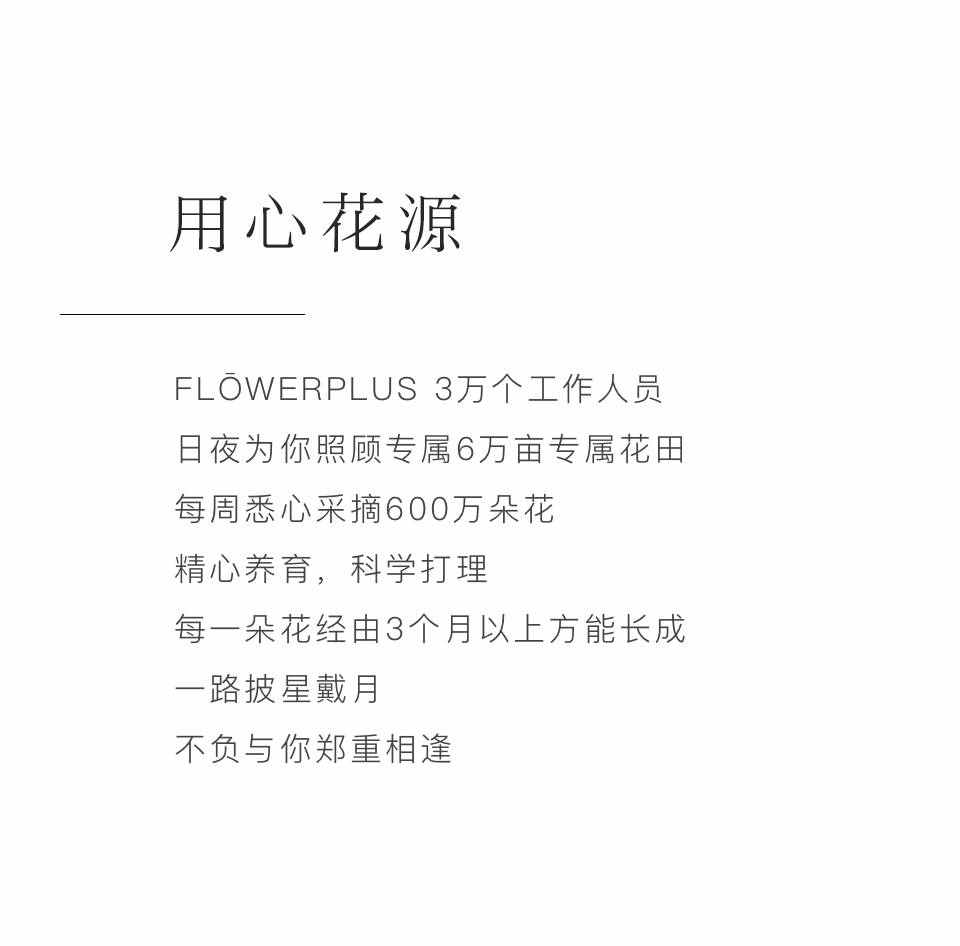 用心花源
FLŌWERPLUS 3万个工作人员
日夜为你照顾专属6万亩专属花田
每周悉心采摘600万朵花
精心养育，科学打理
每一朵花经由3个月以上方能长成
一路披星戴月
不负与你郑重相逢